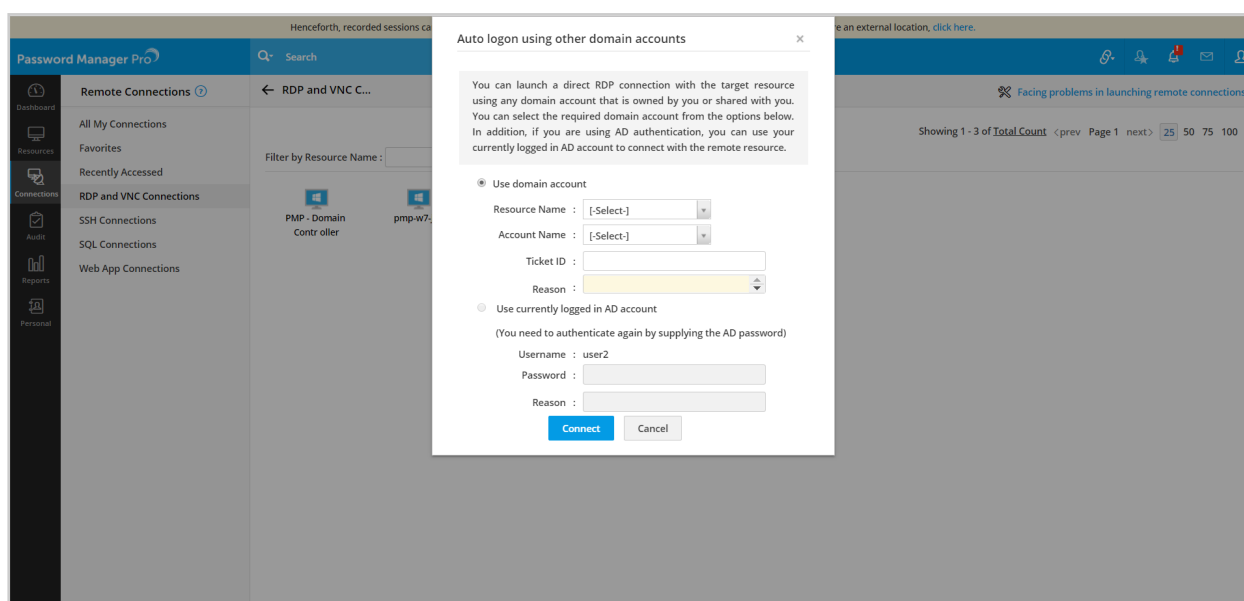 Henceforth, recorded sessions ca
e an external location, click here.
Password Manager Pro
Search
Dashboard
Resources
Connections
Audit
Reports
Personal
Remote Connections ?
All My Connections
Favorites
Recently Accessed
RDP and VNC Connections
SSH Connections
SQL Connections
Web App Connections
← RDP and VNC C...
Facing problems in launching remote connections
Showing 1 - 3 of Total Count <prev Page 1 next> 25 50 75 100
Filter by Resource Name :
PMP - Domain
Contr oller
pmp-w7-
Auto logon using other domain accounts ×
You can launch a direct RDP connection with the target resource
using any domain account that is owned by you or shared with you.
You can select the required domain account from the options below.
In addition, if you are using AD authentication, you can use your
currently logged in AD account to connect with the remote resource.
Use domain account
Resource Name : [-Select-]
Account Name : [-Select-]
Ticket ID :
Reason :
Use currently logged in AD account
(You need to authenticate again by supplying the AD password)
Username : user2
Password :
Reason :
Connect Cancel